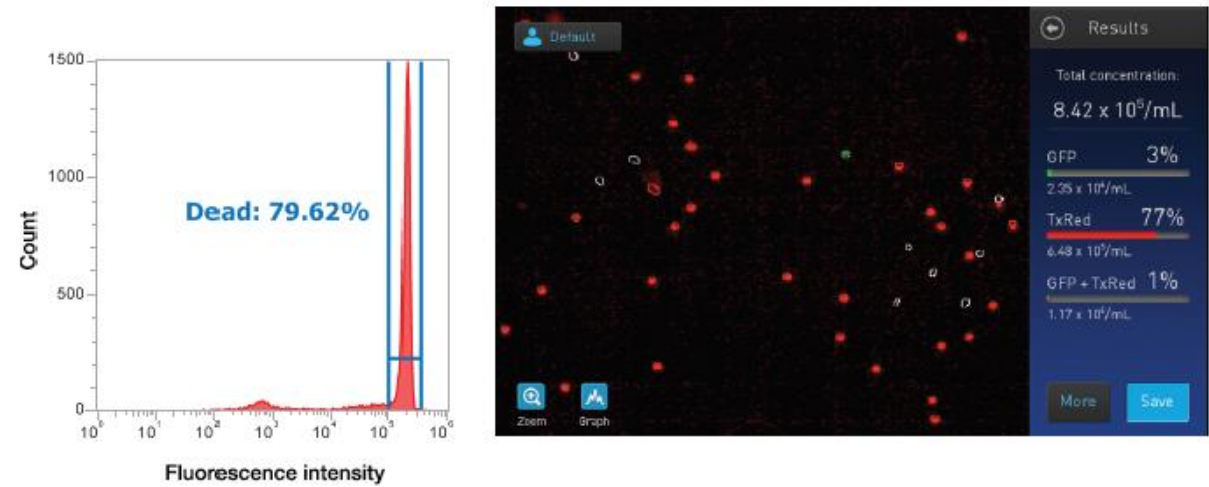 1500
1000
500
0
Count
Dead: 79.62%
10⁰ 10¹ 10² 10³ 10⁴ 10⁵ 10⁶
Fluorescence intensity
Default
Zoom
Graph
Results
Total concentration:
8.42 x 10⁵/mL
GFP 3%
2.35 x 10⁴/mL
TxRed 77%
6.48 x 10⁵/mL
GFP + TxRed 1%
1.17 x 10⁴/mL
More
Save